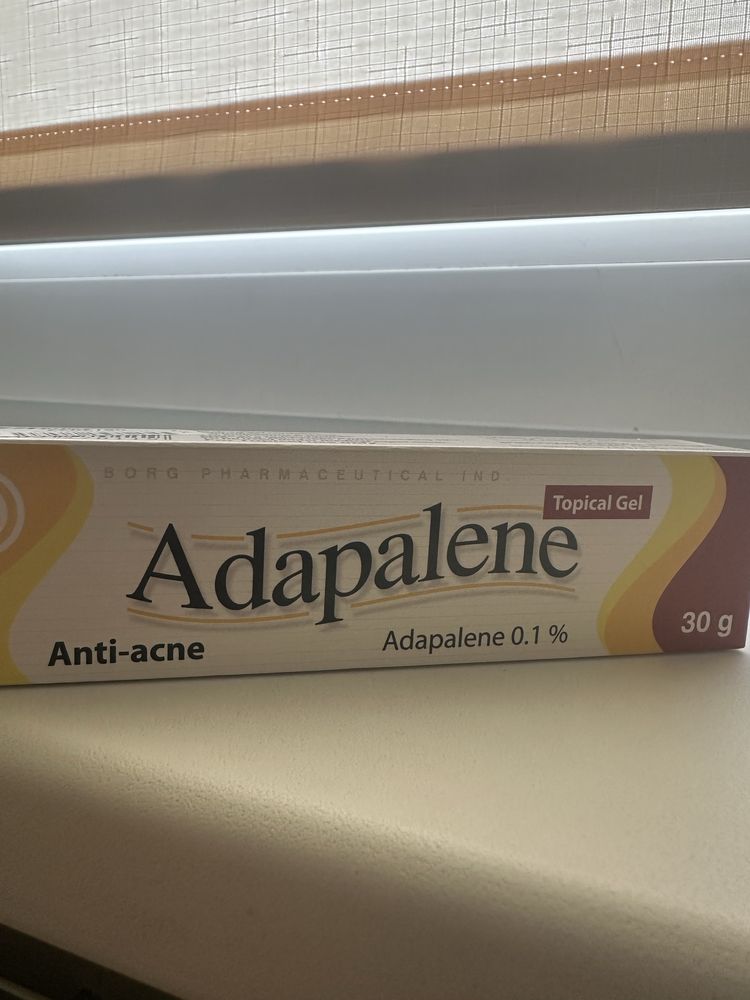 BORG PHARMACEUTICAL IND.
Topical Gel
Adapalene
Anti-acne
Adapalene 0.1 %
30 g